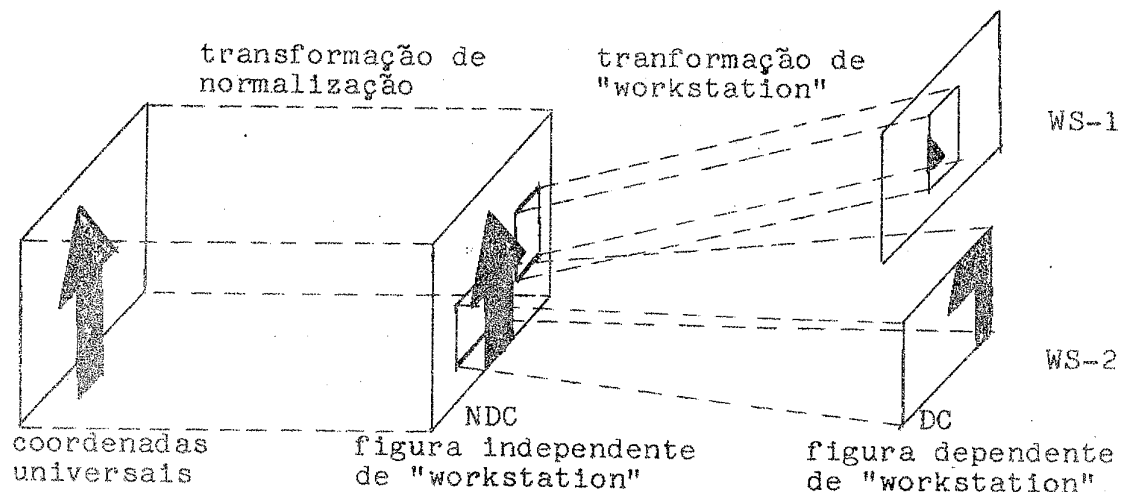 transformação de
normalização
tranformação de
"workstation"
WS-1
WS-2
NDC
DC
coordenadas
universais
figura independente
de "workstation"
figura dependente
de "workstation"